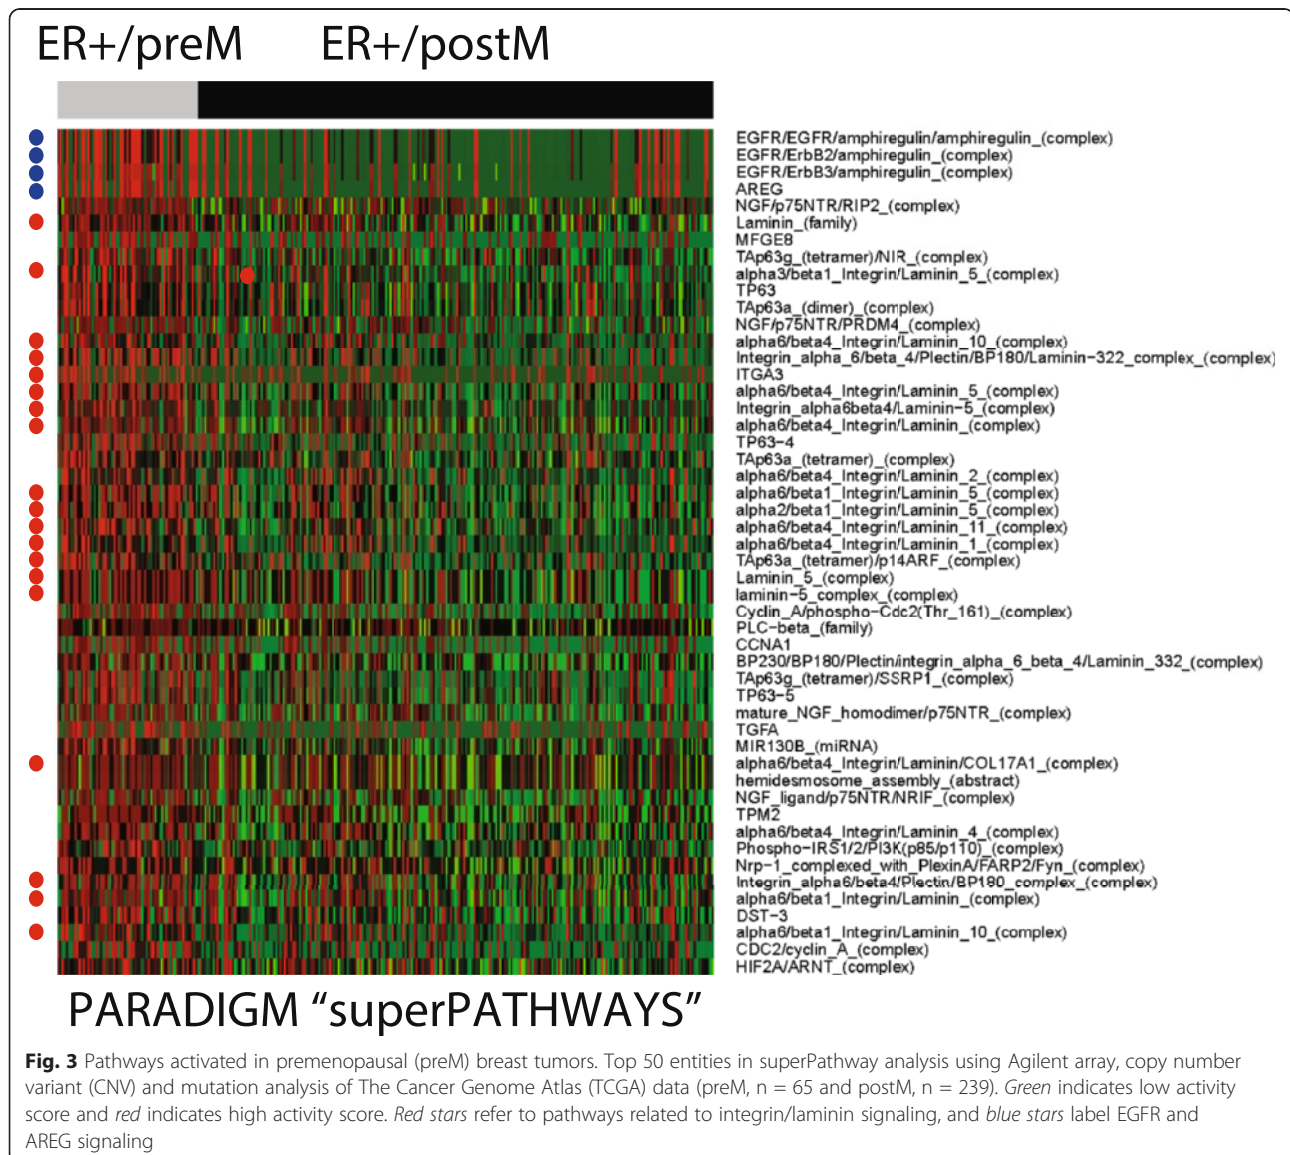 ER+/preM ER+/postM
EGFR/EGFR/amphiregulin/amphiregulin_(complex)
EGFR/ErbB2/amphiregulin_(complex)
EGFR/ErbB3/amphiregulin_(complex)
AREG
NGF/p75NTR/RIP2_(complex)
Laminin_(family)
MFGE8
TAp63g_(tetramer)/NIR_(complex)
alpha3/beta1_Integrin/Laminin_5_(complex)
TP63
TAp63a_(dimer)_(complex)
NGF/p75NTR/PRDM4_(complex)
alpha6/beta4_Integrin/Laminin_10_(complex)
Integrin_alpha_6/beta_4/Plectin/BP180/Laminin-322_complex_(complex)
ITGA3
alpha6/beta4_Integrin/Laminin_5_(complex)
Integrin_alpha6beta4/Laminin-5_(complex)
alpha6/beta4_Integrin/Laminin_(complex)
TP63-4
TAp63a_(tetramer)_(complex)
alpha6/beta4_Integrin/Laminin_2_(complex)
alpha6/beta1_Integrin/Laminin_5_(complex)
alpha2/beta1_Integrin/Laminin_5_(complex)
alpha6/beta4_Integrin/Laminin_11_(complex)
alpha6/beta4_Integrin/Laminin_1_(complex)
TAp63a_(tetramer)/p14ARF_(complex)
Laminin_5_(complex)
laminin-5_complex_(complex)
Cyclin_A/phospho-Cdc2(Thr_161)_(complex)
PLC-beta_(family)
CCNA1
BP230/BP180/Plectin/integrin_alpha_6_beta_4/Laminin_332_(complex)
TAp63g_(tetramer)/SSRP1_(complex)
TP63-5
mature_NGF_homodimer/p75NTR_(complex)
TGFA
MIR130B_(miRNA)
alpha6/beta4_Integrin/Laminin/COL17A1_(complex)
hemidesmosome_assembly_(abstract)
NGF_ligand/p75NTR/NRIF_(complex)
TPM2
alpha6/beta4_Integrin/Laminin_4_(complex)
Phospho-IRS1/2/PI3K(p85/p110)_(complex)
Nrp-1_complexed_with_PlexinA/FARP2/Fyn_(complex)
Integrin_alpha6/beta4/Plectin/BP180_complex_(complex)
alpha6/beta1_Integrin/Laminin_(complex)
DST-3
alpha6/beta1_Integrin/Laminin_10_(complex)
CDC2/cyclin_A_(complex)
HIF2A/ARNT_(complex)
PARADIGM “superPATHWAYS”
Fig. 3 Pathways activated in premenopausal (preM) breast tumors. Top 50 entities in superPathway analysis using Agilent array, copy number
variant (CNV) and mutation analysis of The Cancer Genome Atlas (TCGA) data (preM, n = 65 and postM, n = 239). Green indicates low activity
score and red indicates high activity score. Red stars refer to pathways related to integrin/laminin signaling, and blue stars label EGFR and
AREG signaling